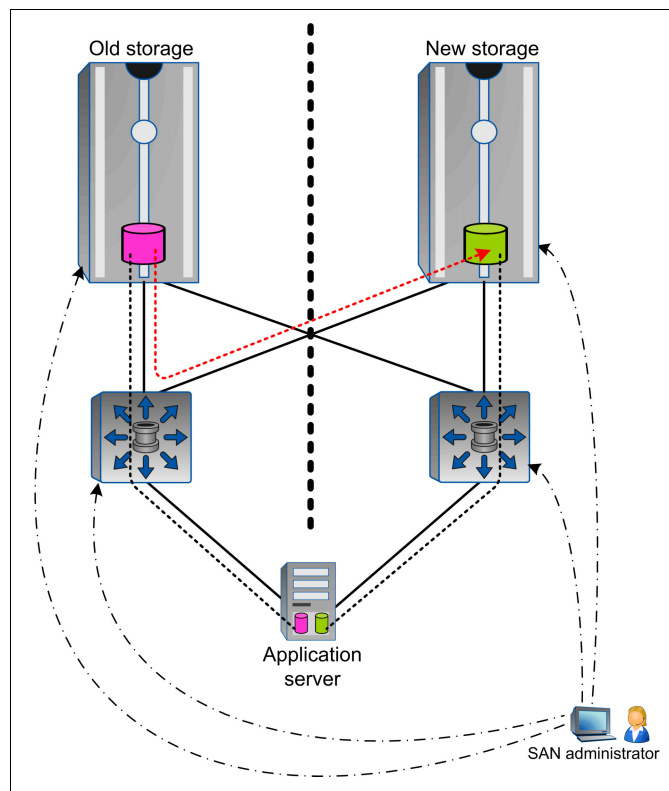 Old storage
New storage
Application
server
SAN administrator